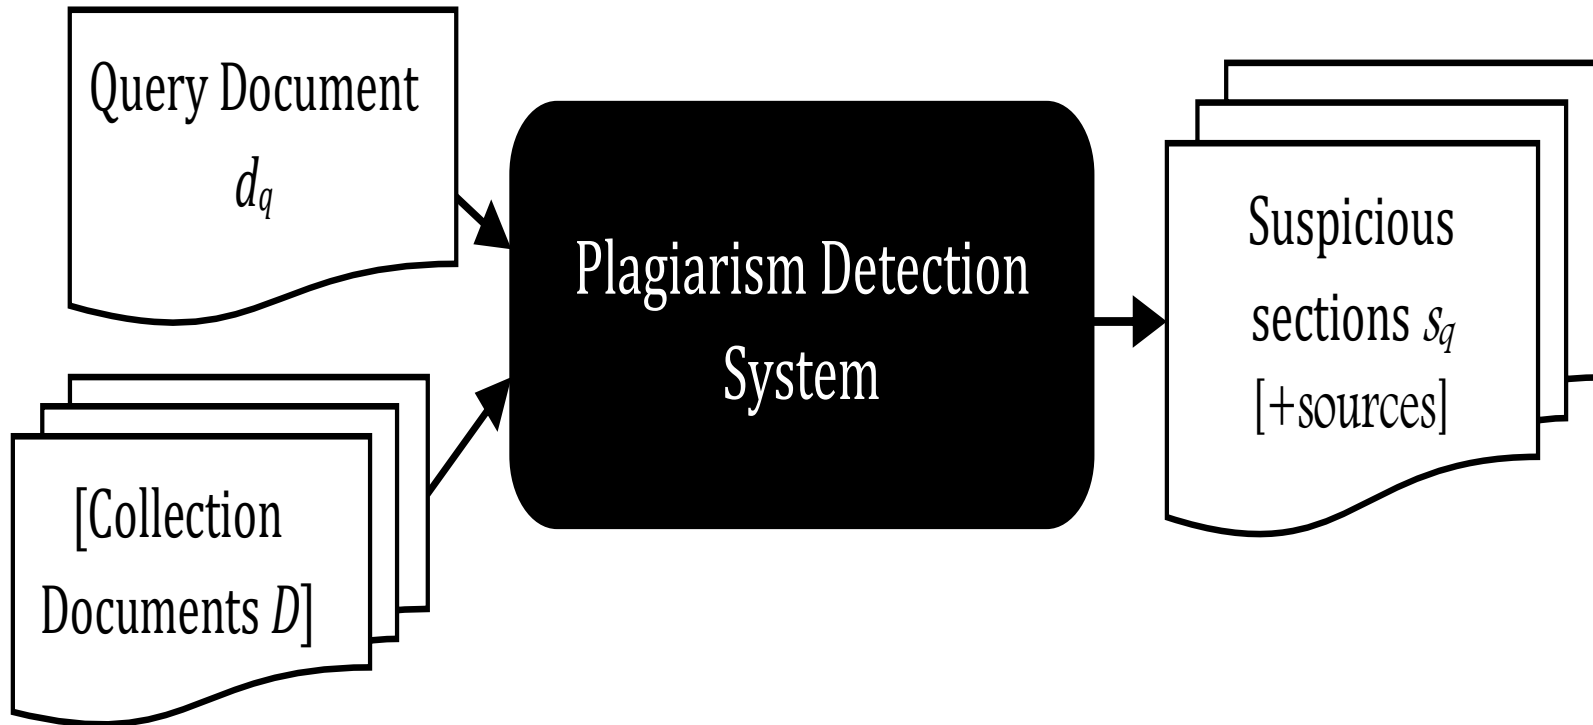 Query Document
d_q
Plagiarism Detection
System
Suspicious
sections s_q
[+sources]
[Collection
Documents D]